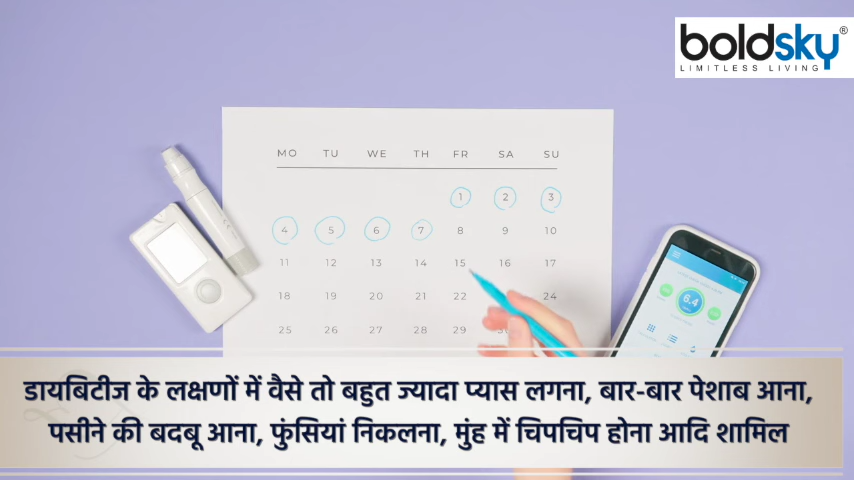 boldsky®
LIMITLESS LIVING
MO TU WE TH FR SA SU
1 2 3
4 5 6 7 8 9 10
11 12 13 14 15 16 17
18 19 20 21 22 24
25 26 27 28 29
6,4
डायबिटीज के लक्षणों में वैसे तो बहुत ज्यादा प्यास लगना, बार-बार पेशाब आना,
पसीने की बदबू आना, फुंसियां निकलना, मुंह में चिपचिप होना आदि शामिल